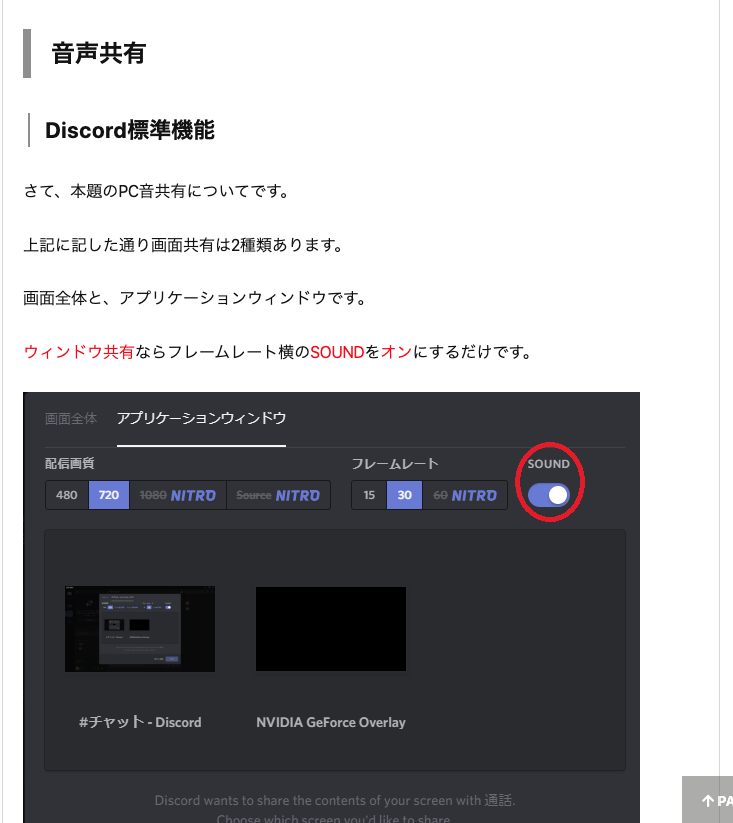 音声共有
Discord標準機能
さて、本題のPC音共有についてです。
上記に記した通り画面共有は2種類あります。
画面全体と、アプリケーションウィンドウです。
ウィンドウ共有ならフレームレート横のSOUNDをオンにするだけです。
画面全体 アプリケーションウィンドウ
配信画質 フレームレート SOUND
480 720 1080 NITRO Source NITRO 15 30 60 NITRO
#チャット - Discord NVIDIA GeForce Overlay
Discord wants to share the contents of your screen with 通話.
Choose which screen you'd like to share.
PA